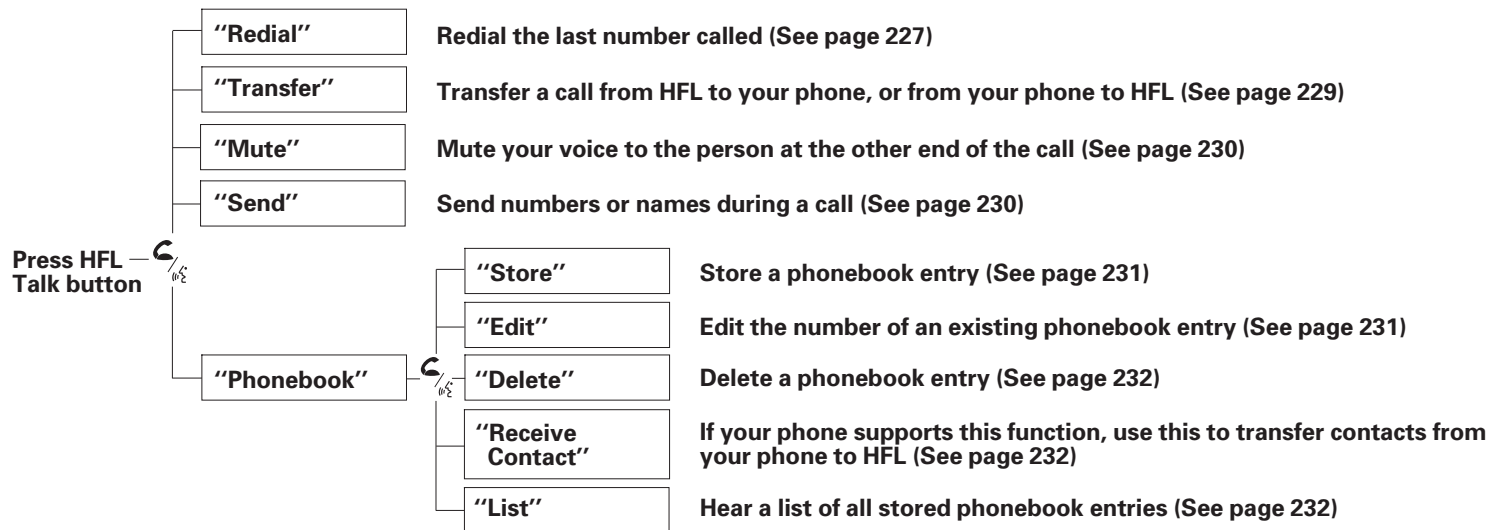 ‘‘Redial’’ Redial the last number called (See page 227)
‘‘Transfer’’ Transfer a call from HFL to your phone, or from your phone to HFL (See page 229)
‘‘Mute’’ Mute your voice to the person at the other end of the call (See page 230)
‘‘Send’’ Send numbers or names during a call (See page 230)
Press HFL
Talk button
‘‘Phonebook’’
‘‘Store’’ Store a phonebook entry (See page 231)
‘‘Edit’’ Edit the number of an existing phonebook entry (See page 231)
‘‘Delete’’ Delete a phonebook entry (See page 232)
‘‘Receive
Contact’’
If your phone supports this function, use this to transfer contacts from
your phone to HFL (See page 232)
‘‘List’’ Hear a list of all stored phonebook entries (See page 232)